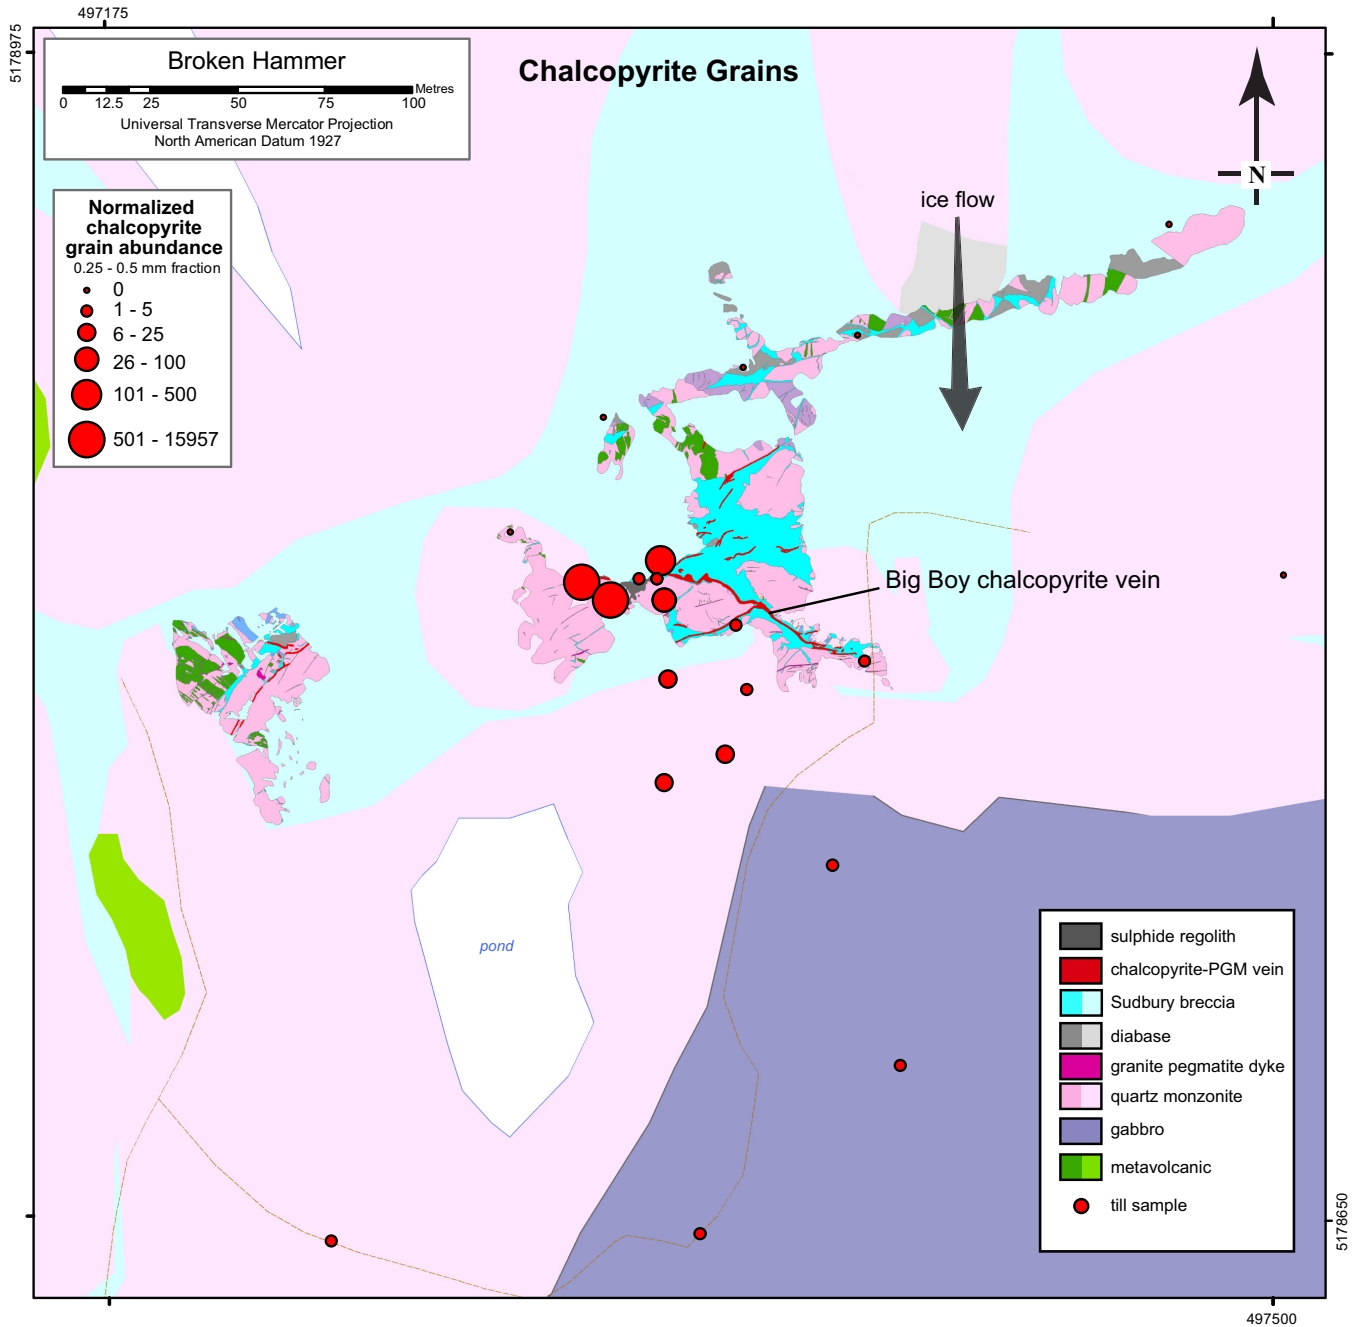 497175
5178975
Broken Hammer
Metres
0 12.5 25 50 75 100
Universal Transverse Mercator Projection
North American Datum 1927
Chalcopyrite Grains
N
Normalized
chalcopyrite
grain abundance
0.25 - 0.5 mm fraction
0
1 - 5
6 - 25
26 - 100
101 - 500
501 - 15957
ice flow
Big Boy chalcopyrite vein
pond
sulphide regolith
chalcopyrite-PGM vein
Sudbury breccia
diabase
granite pegmatite dyke
quartz monzonite
gabbro
metavolcanic
till sample
5178650
497500